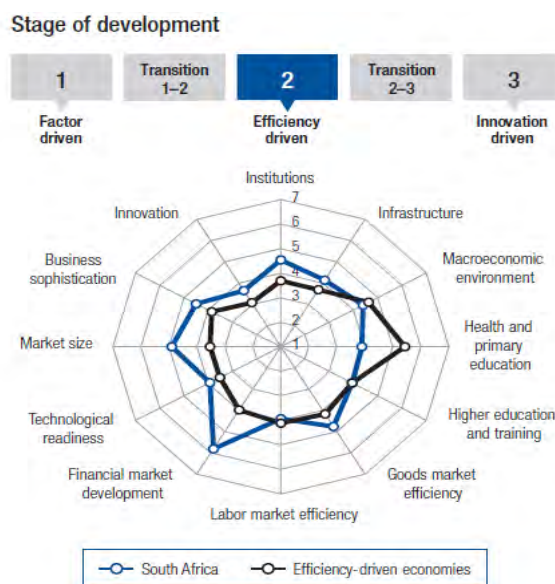 Stage of development
1
Transition
1–2
2
Transition
2–3
3
Factor
driven
Efficiency
driven
Innovation
driven
Institutions
7
6
5
4
3
2
1
Infrastructure
Macroeconomic
environment
Health and
primary
education
Higher education
and training
Goods market
efficiency
Labor market efficiency
Financial market
development
Technological
readiness
Market size
Business
sophistication
Innovation
South Africa
Efficiency-driven economies